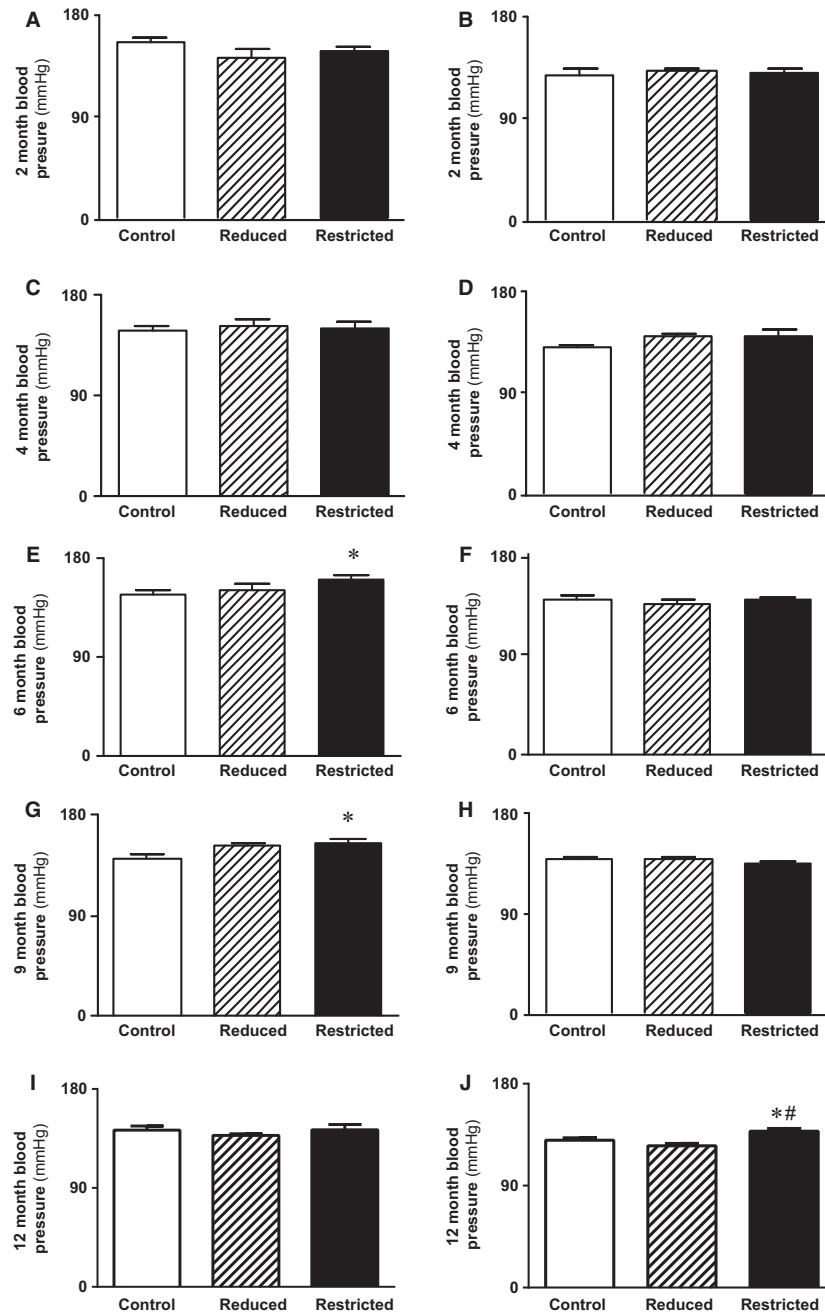 A
180
90
0
2 month blood
presure (mmHg)
Control Reduced Restricted
B
180
90
0
2 month blood
presure (mmHg)
Control Reduced Restricted
C
180
90
0
4 month blood
pressure (mmHg)
Control Reduced Restricted
D
180
90
0
4 month blood
pressure (mmHg)
Control Reduced Restricted
E
180
90
0
6 month blood
pressure (mmHg)
*
Control Reduced Restricted
F
180
90
0
6 month blood
pressure (mmHg)
Control Reduced Restricted
G
180
90
0
9 month blood
pressure (mmHg)
*
Control Reduced Restricted
H
180
90
0
9 month blood
pressure (mmHg)
Control Reduced Restricted
I
180
90
0
12 month blood
pressure (mmHg)
Control Reduced Restricted
J
180
90
0
12 month blood
pressure (mmHg)
*#
Control Reduced Restricted